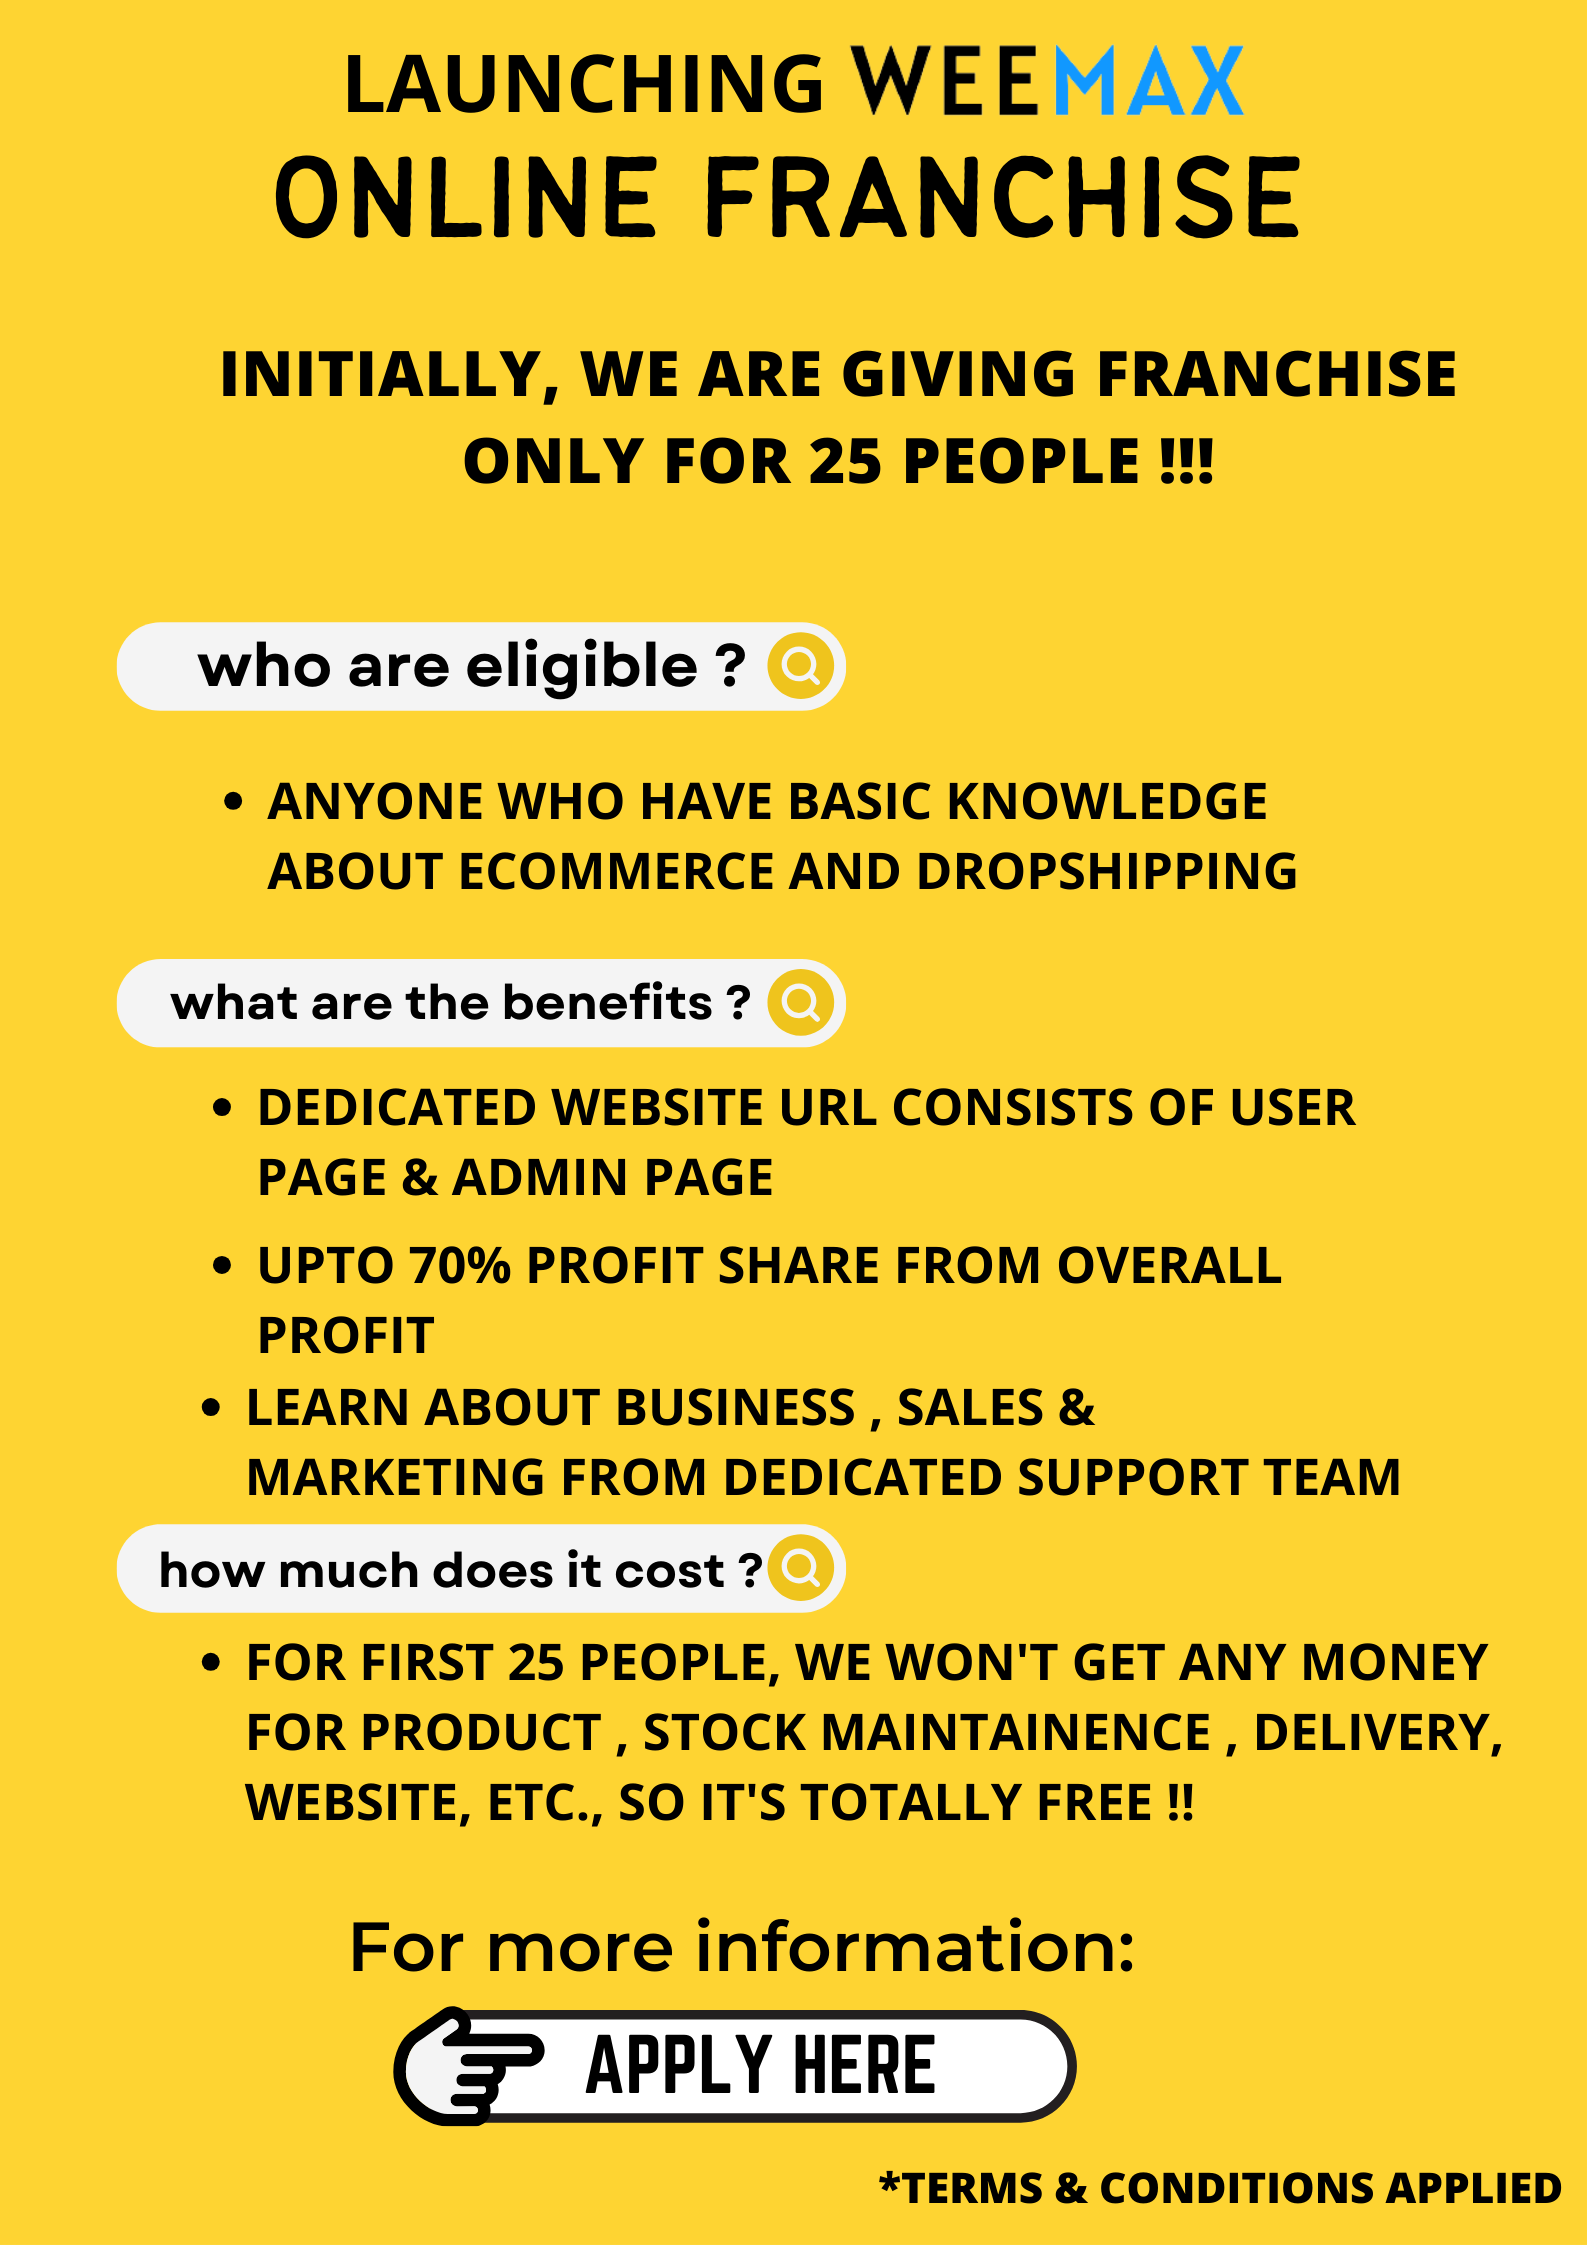 LAUNCHING WEEMAX
ONLINE FRANCHISE
INITIALLY, WE ARE GIVING FRANCHISE
ONLY FOR 25 PEOPLE !!!
who are eligible ?
• ANYONE WHO HAVE BASIC KNOWLEDGE
ABOUT ECOMMERCE AND DROPSHIPPING
what are the benefits ?
• DEDICATED WEBSITE URL CONSISTS OF USER
PAGE & ADMIN PAGE
• UPTO 70% PROFIT SHARE FROM OVERALL
PROFIT
• LEARN ABOUT BUSINESS , SALES &
MARKETING FROM DEDICATED SUPPORT TEAM
how much does it cost ?
• FOR FIRST 25 PEOPLE, WE WON'T GET ANY MONEY
FOR PRODUCT , STOCK MAINTAINENCE , DELIVERY,
WEBSITE, ETC., SO IT'S TOTALLY FREE !!
For more information:
APPLY HERE
*TERMS & CONDITIONS APPLIED